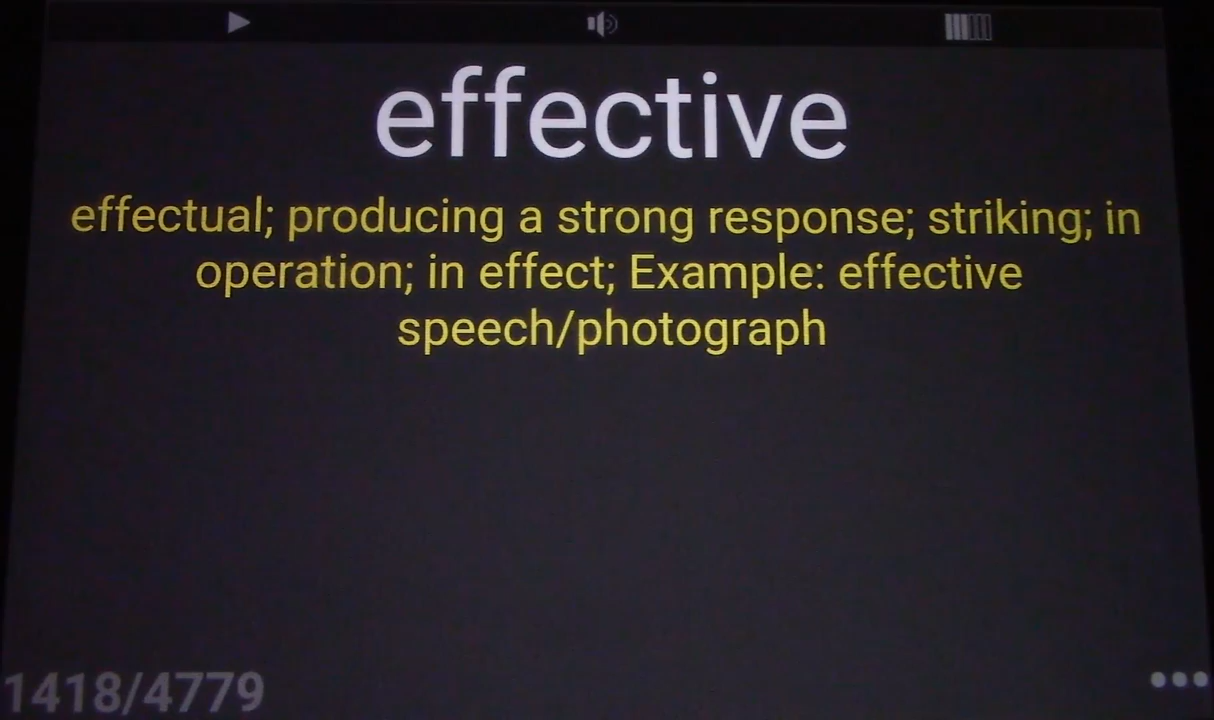 effective
effectual; producing a strong response; striking; in
operation; in effect; Example: effective
speech/photograph
1418/4779